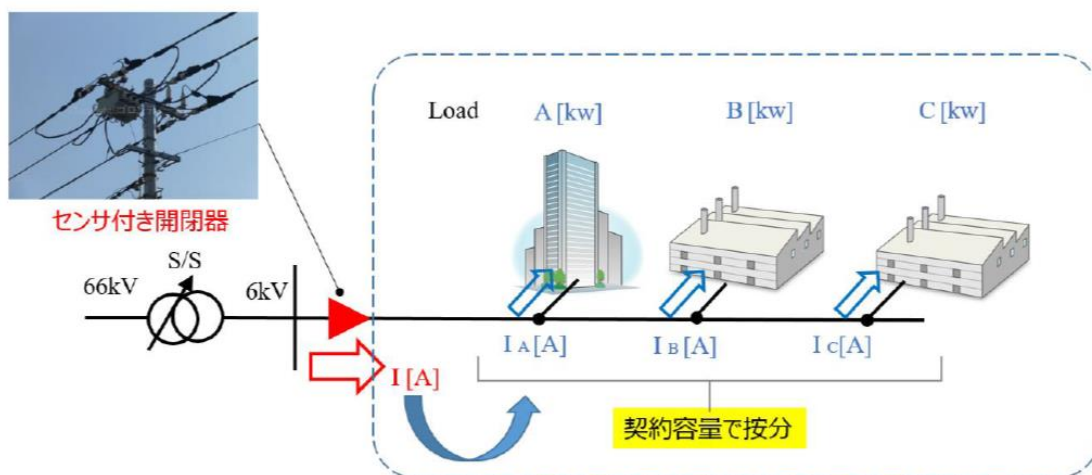 Load
A [kw]
B [kw]
C [kw]
センサ付き開閉器
S/S
66kV
6kV
I A[A]
I B[A]
I C[A]
I [A]
契約容量で按分